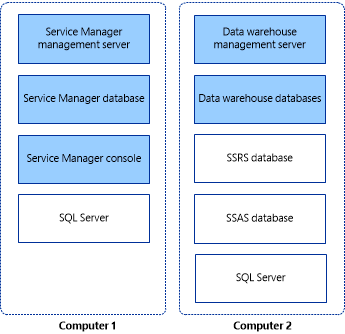 Service Manager
management server
Service Manager database
Service Manager console
SQL Server
Computer 1
Data warehouse
management server
Data warehouse databases
SSRS database
SSAS database
SQL Server
Computer 2